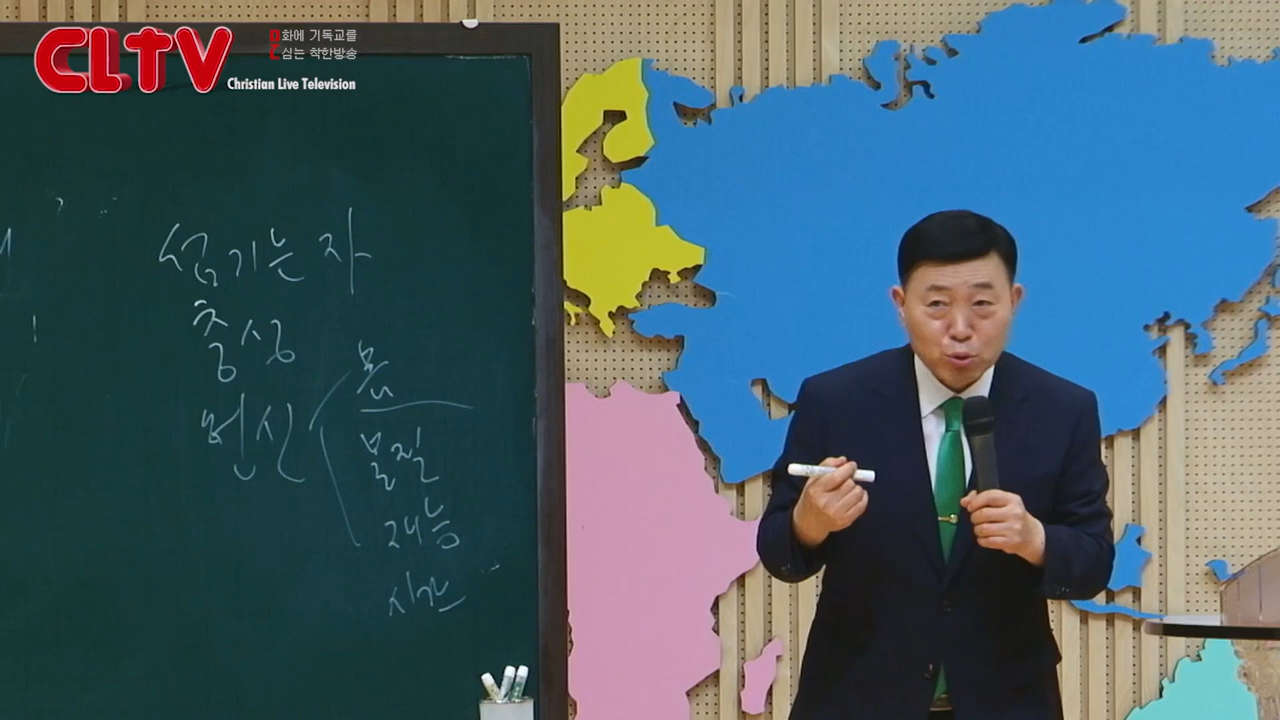 CLTV
화에 기독교를
심는 착한방송
Christian Live Television
섬기는 자
충성
헌신
몸
물질
재능
시간